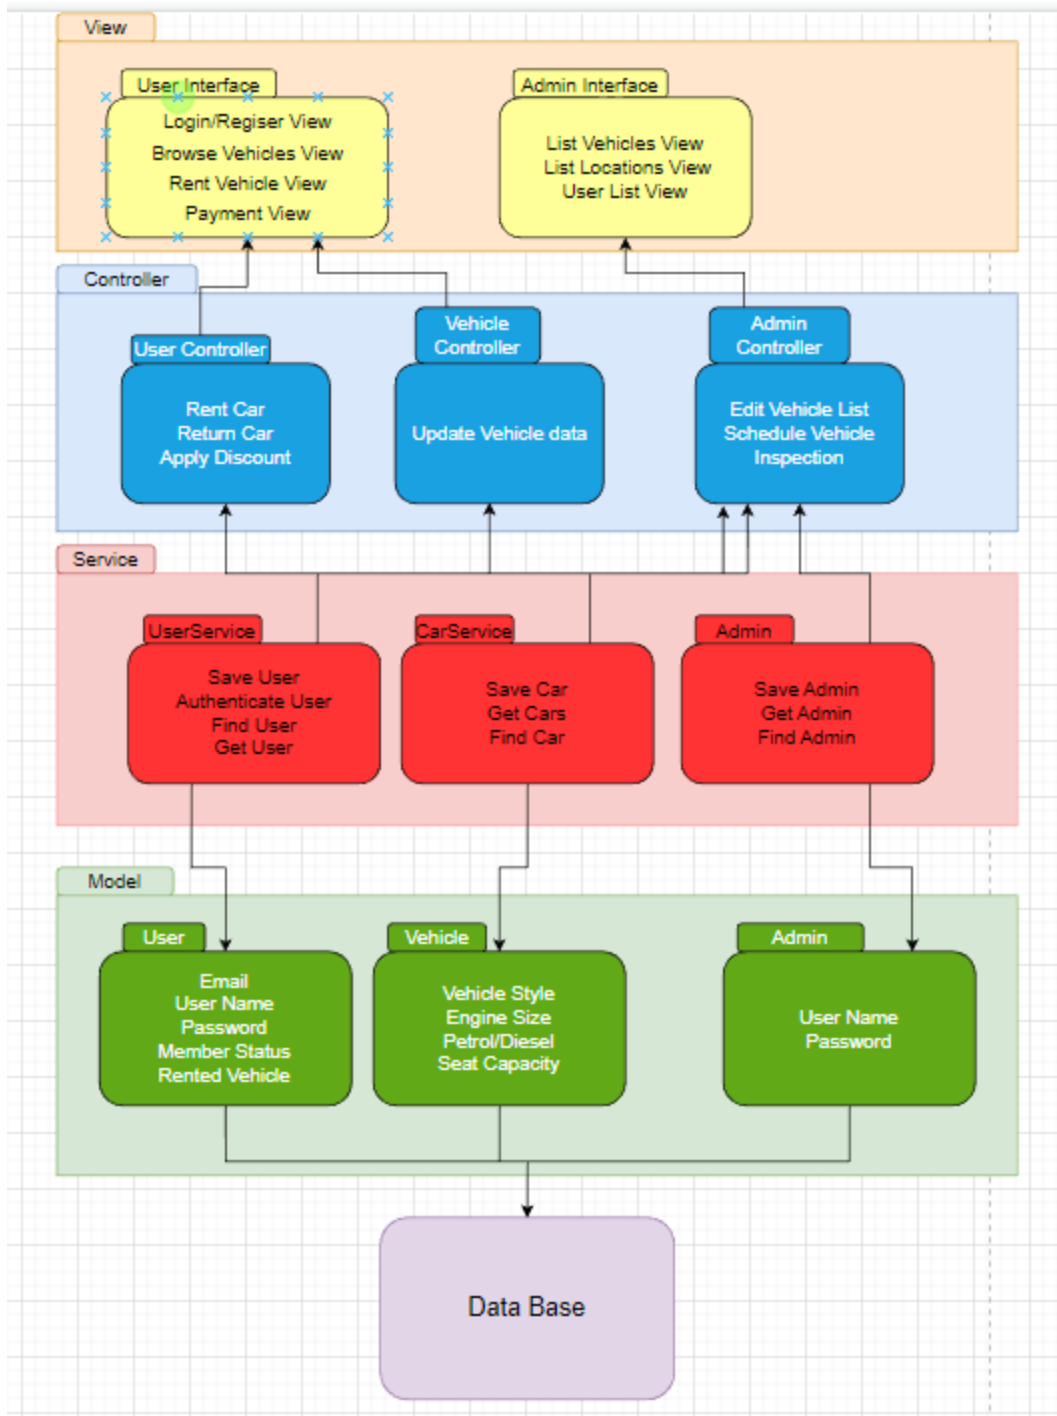 View
User Interface
Login/Regiser View
Browse Vehicles View
Rent Vehicle View
Payment View
Admin Interface
List Vehicles View
List Locations View
User List View
Controller
User Controller
Rent Car
Return Car
Apply Discount
Vehicle
Controller
Update Vehicle data
Admin
Controller
Edit Vehicle List
Schedule Vehicle
Inspection
Service
UserService
Save User
Authenticate User
Find User
Get User
CarService
Save Car
Get Cars
Find Car
Admin
Save Admin
Get Admin
Find Admin
Model
User
Email
User Name
Password
Member Status
Rented Vehicle
Vehicle
Vehicle Style
Engine Size
Petrol/Diesel
Seat Capacity
Admin
User Name
Password
Data Base